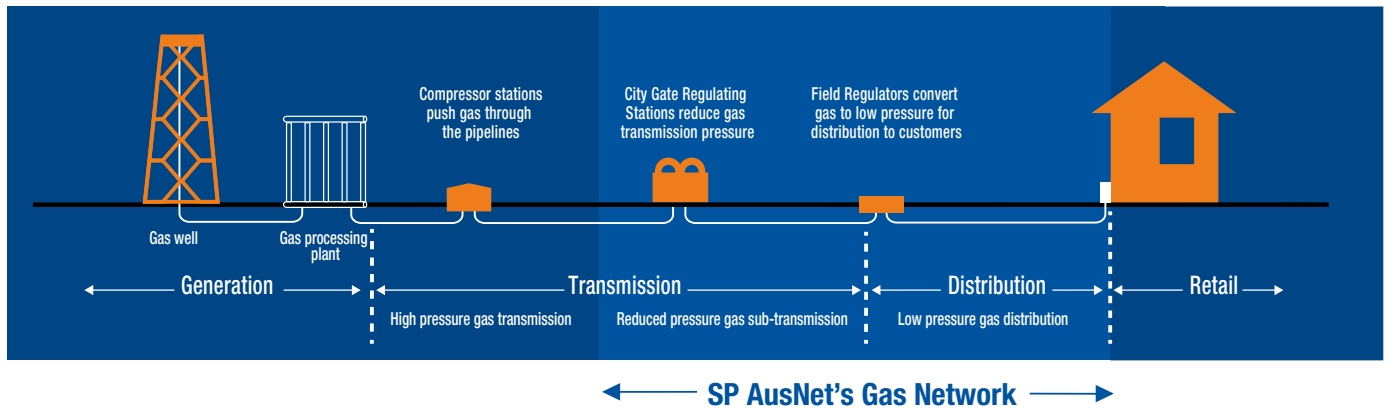 Compressor stations
push gas through
the pipelines
City Gate Regulating
Stations reduce gas
transmission pressure
Field Regulators convert
gas to low pressure for
distribution to customers
Gas well
Gas processing
plant
Generation
Transmission
Distribution
Retail
High pressure gas transmission
Reduced pressure gas sub-transmission
Low pressure gas distribution
SP AusNet's Gas Network